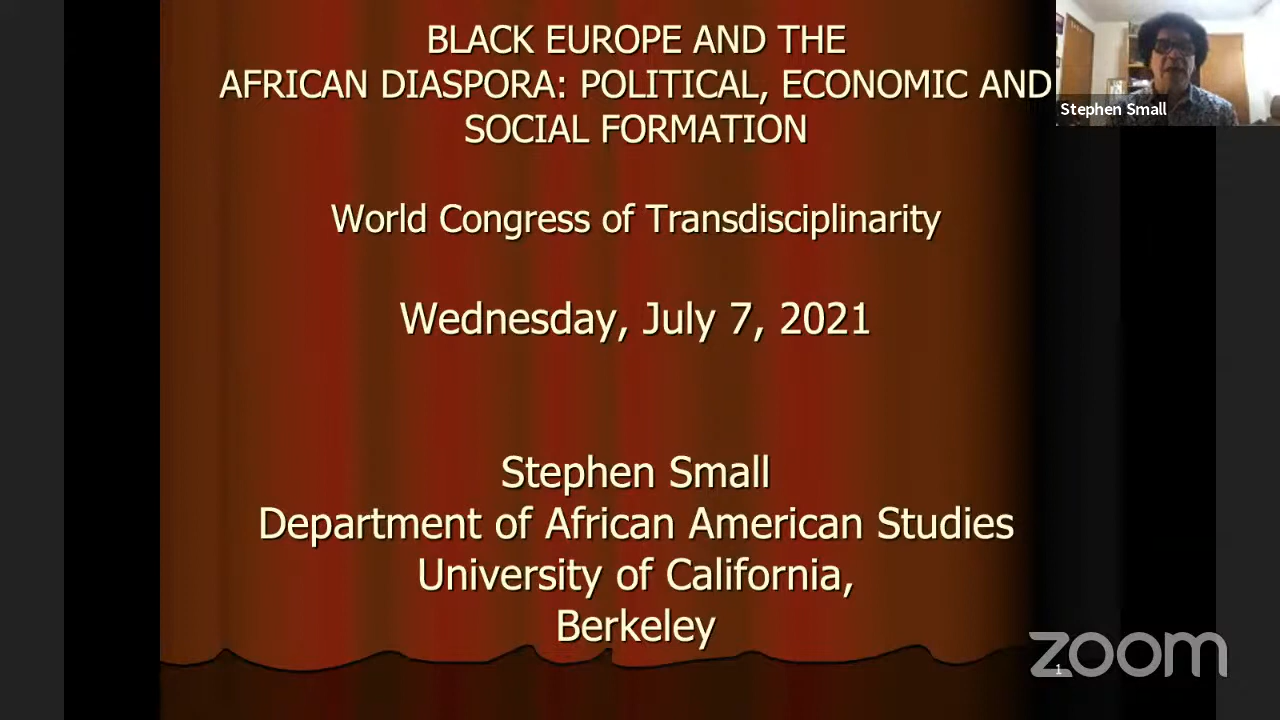 BLACK EUROPE AND THE
AFRICAN DIASPORA: POLITICAL, ECONOMIC AND
SOCIAL FORMATION
Stephen Small
World Congress of Transdisciplinarity
Wednesday, July 7, 2021
Stephen Small
Department of African American Studies
University of California,
Berkeley
zoom
1